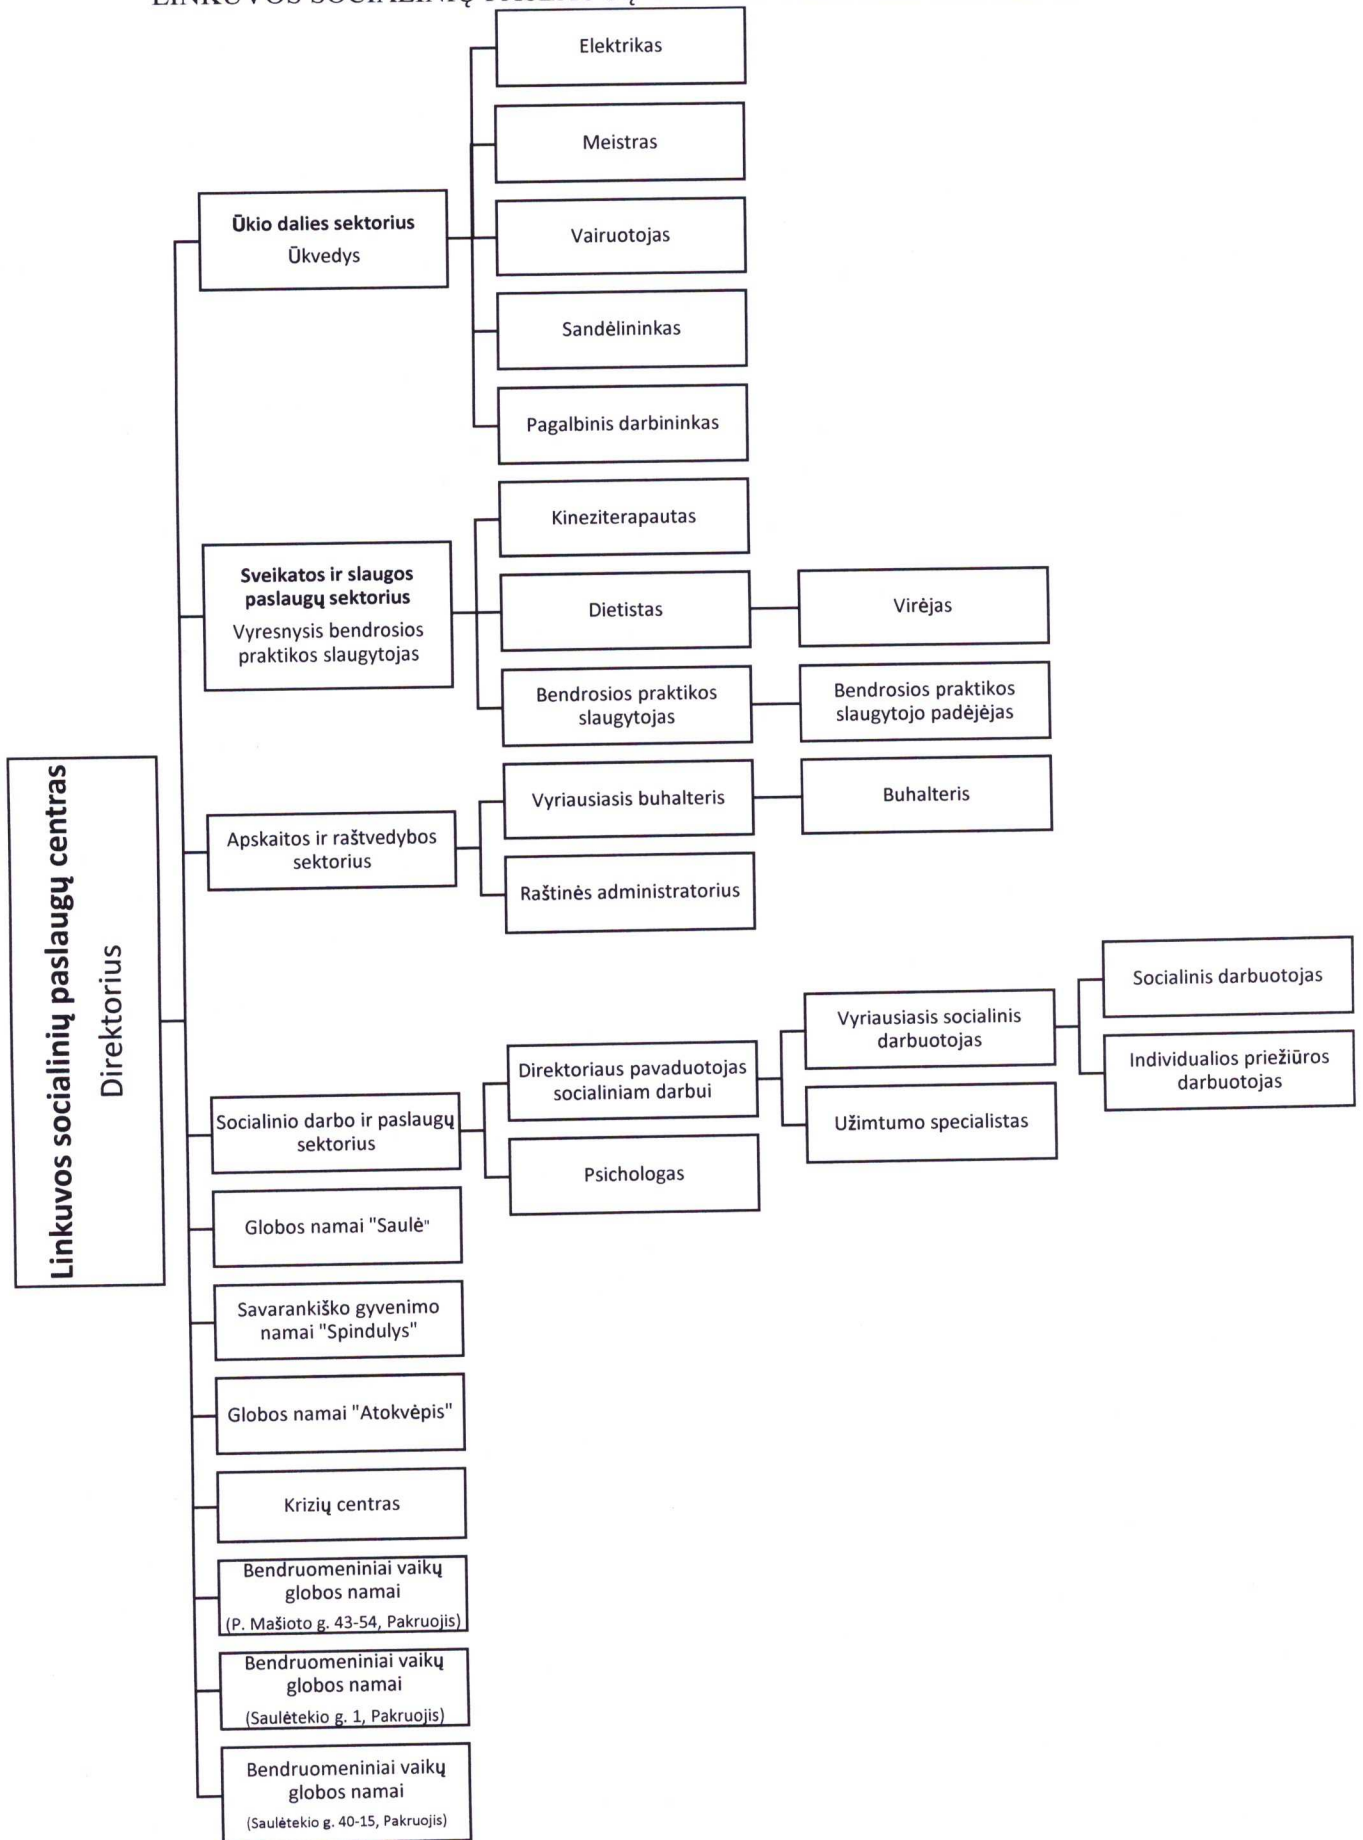 LINKUVOS SOCIALINIŲ
Elektrikas
Meistras
Ūkio dalies sektorius
Ūkvedys
Vairuotojas
Sandėlininkas
Pagalbinis darbininkas
Kineziterapautas
Sveikatos ir slaugos
paslaugų sektorius
Vyresnysis bendrosios
praktikos slaugytojas
Dietistas
Virėjas
Bendrosios praktikos
slaugytojas
Bendrosios praktikos
slaugytojo padėjėjas
Linkuvos socialinių paslaugų centras
Direktorius
Apskaitos ir raštvedybos
sektorius
Vyriausiasis buhalteris
Buhalteris
Raštinės administratorius
Socialinio darbo ir paslaugų
sektorius
Direktoriaus pavaduotojas
socialiniam darbui
Vyriausiasis socialinis
darbuotojas
Socialinis darbuotojas
Individualios priežiūros
darbuotojas
Užimtumo specialistas
Psichologas
Globos namai "Saulė"
Savarankiško gyvenimo
namai "Spindulys"
Globos namai "Atokvėpis"
Krizių centras
Bendruomeniniai vaikų
globos namai
(P. Mašioto g. 43-54, Pakruojis)
Bendruomeniniai vaikų
globos namai
(Saulėtekio g. 1, Pakruojis)
Bendruomeniniai vaikų
globos namai
(Saulėtekio g. 40-15, Pakruojis)